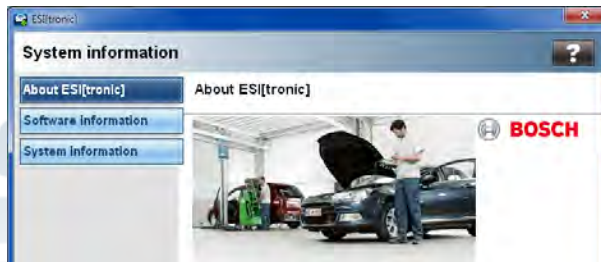 ESI[tronic]
System information
?
About ESI[tronic]
About ESI[tronic]
Software information
System information
BOSCH